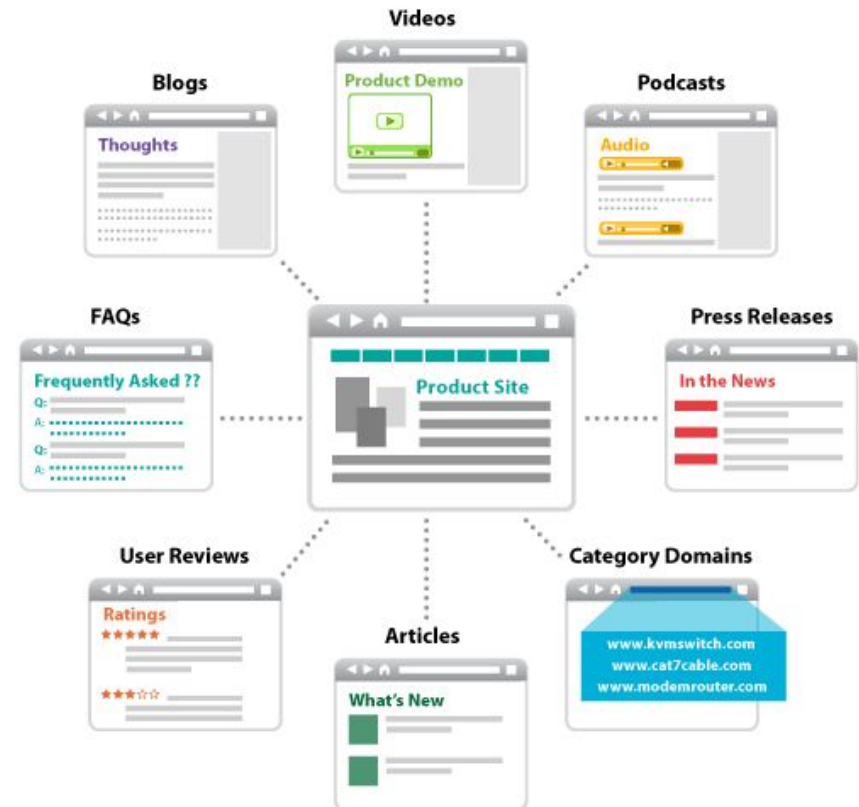 Videos
Product Demo
Blogs
Thoughts
Podcasts
Audio
FAQs
Frequently Asked ??
Q:
A:
Q:
A:
Product Site
Press Releases
In the News
User Reviews
Ratings
Articles
What's New
Category Domains
www.kvmswitch.com
www.cat7cable.com
www.modemrouter.com